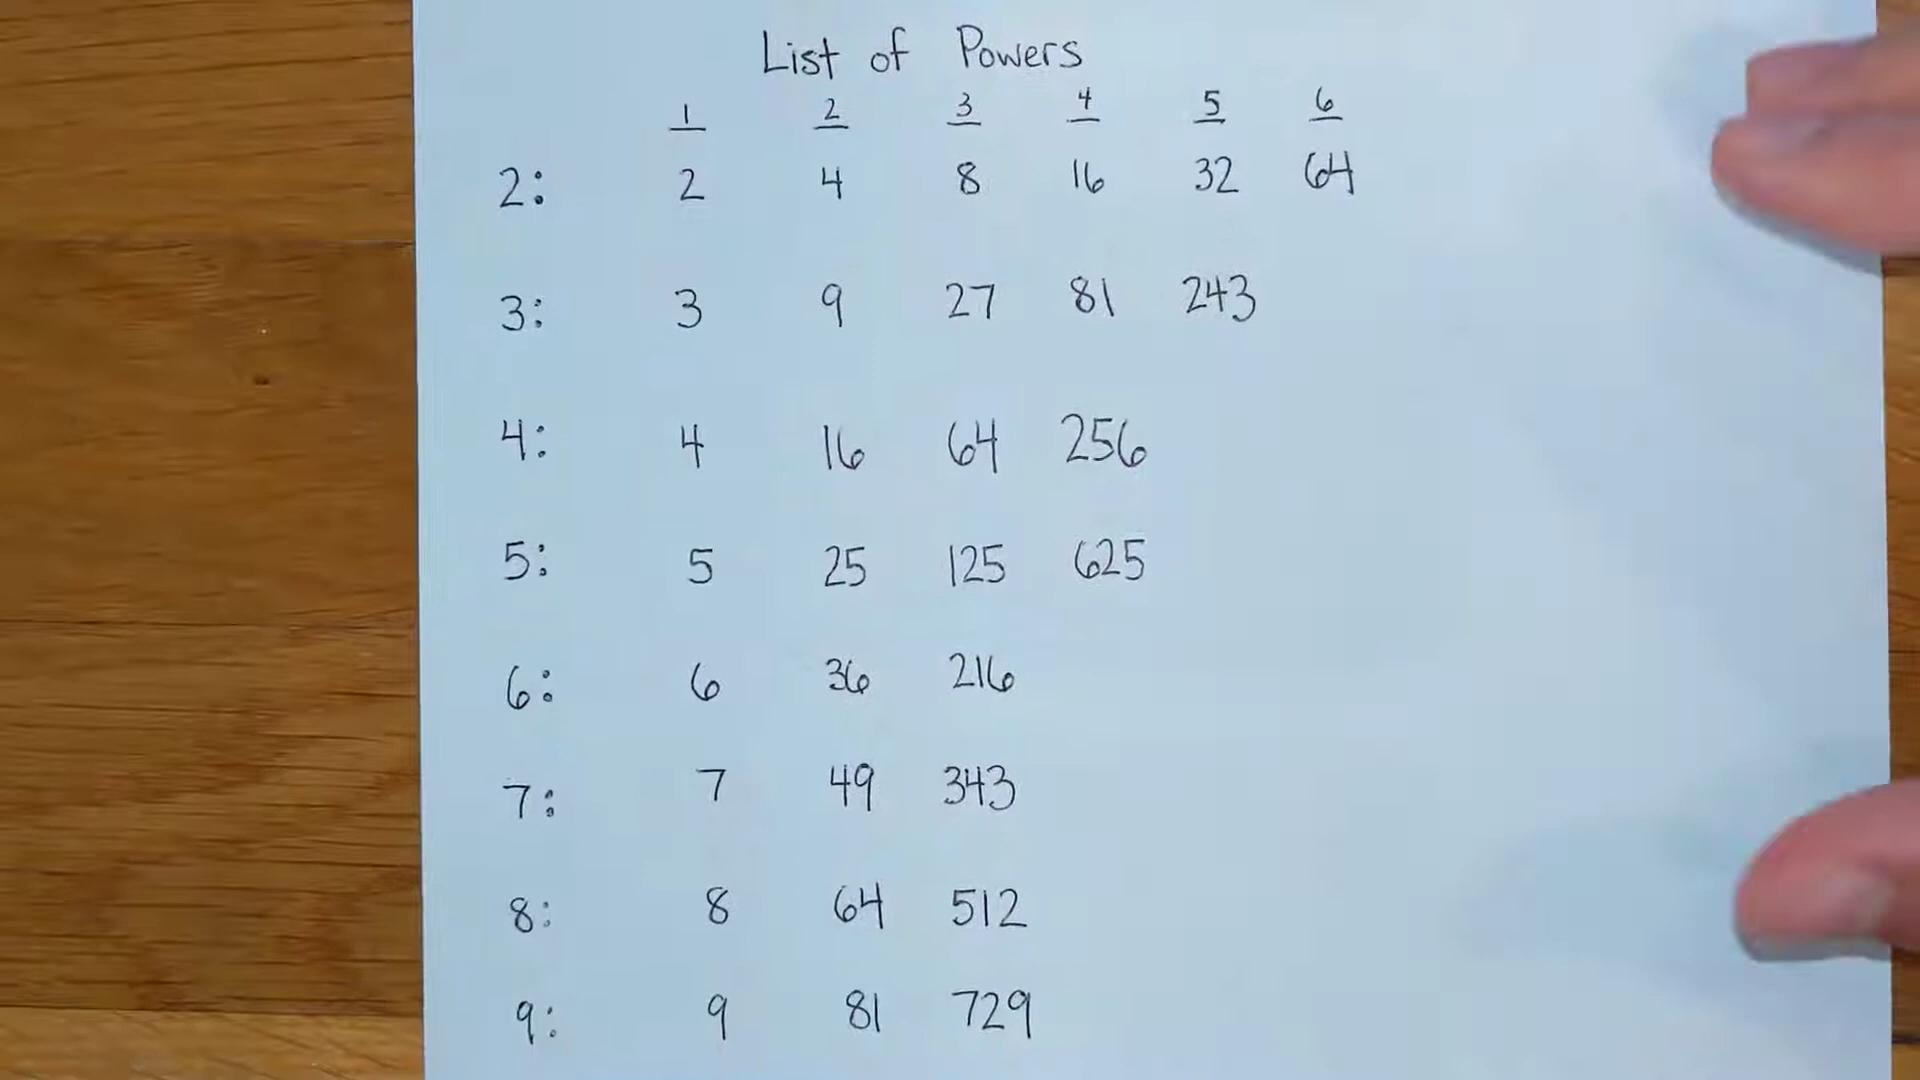 List of Powers
1 2 3 4 5 6
2: 2 4 8 16 32 64
3: 3 9 27 81 243
4: 4 16 64 256
5: 5 25 125 625
6: 6 36 216
7: 7 49 343
8: 8 64 512
9: 9 81 729